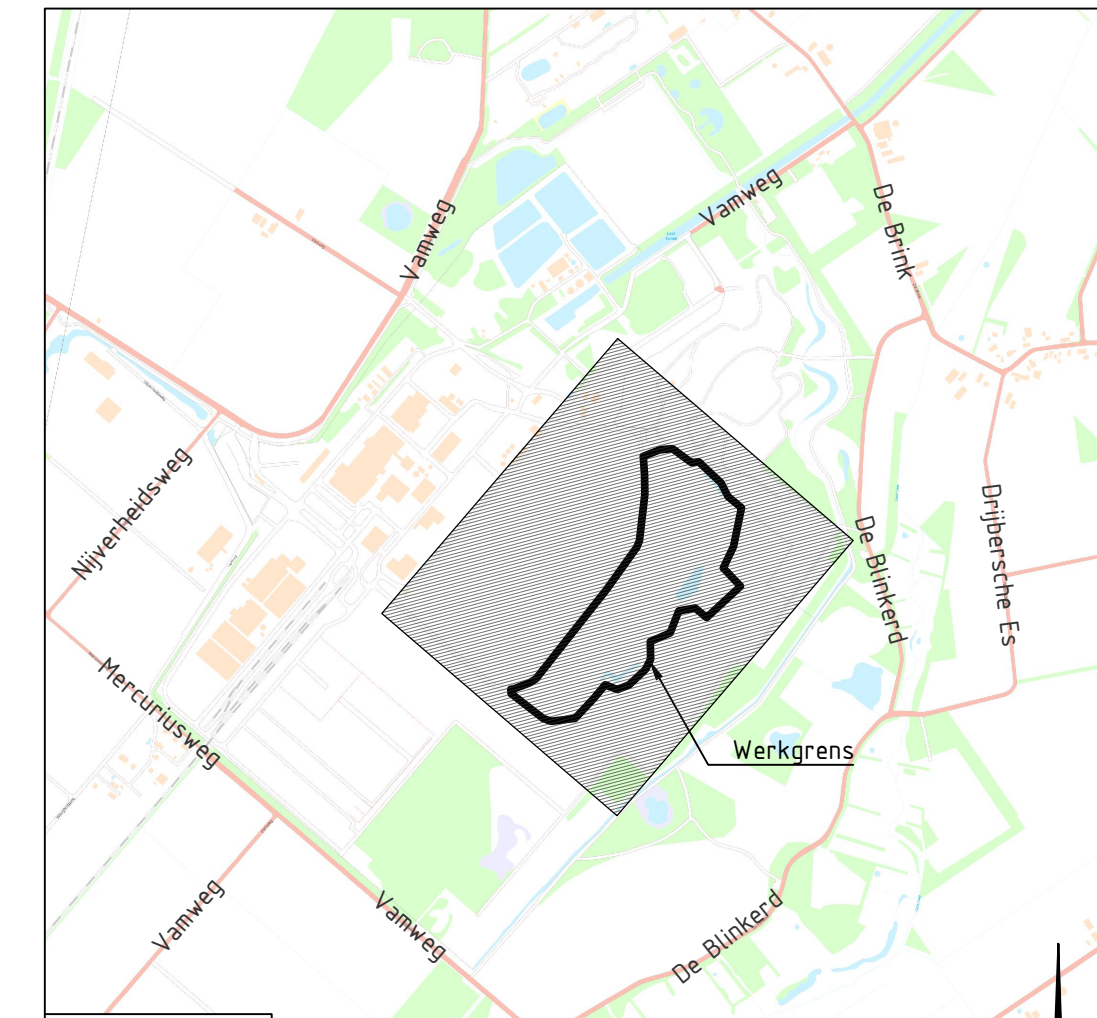 Vamweg
Vamweg
De Brink
Nijverheidsweg
Drijbersche Es
De Blinkerd
Mercuriusweg
Werkgrens
Vamweg
Vamweg
De Blinkerd